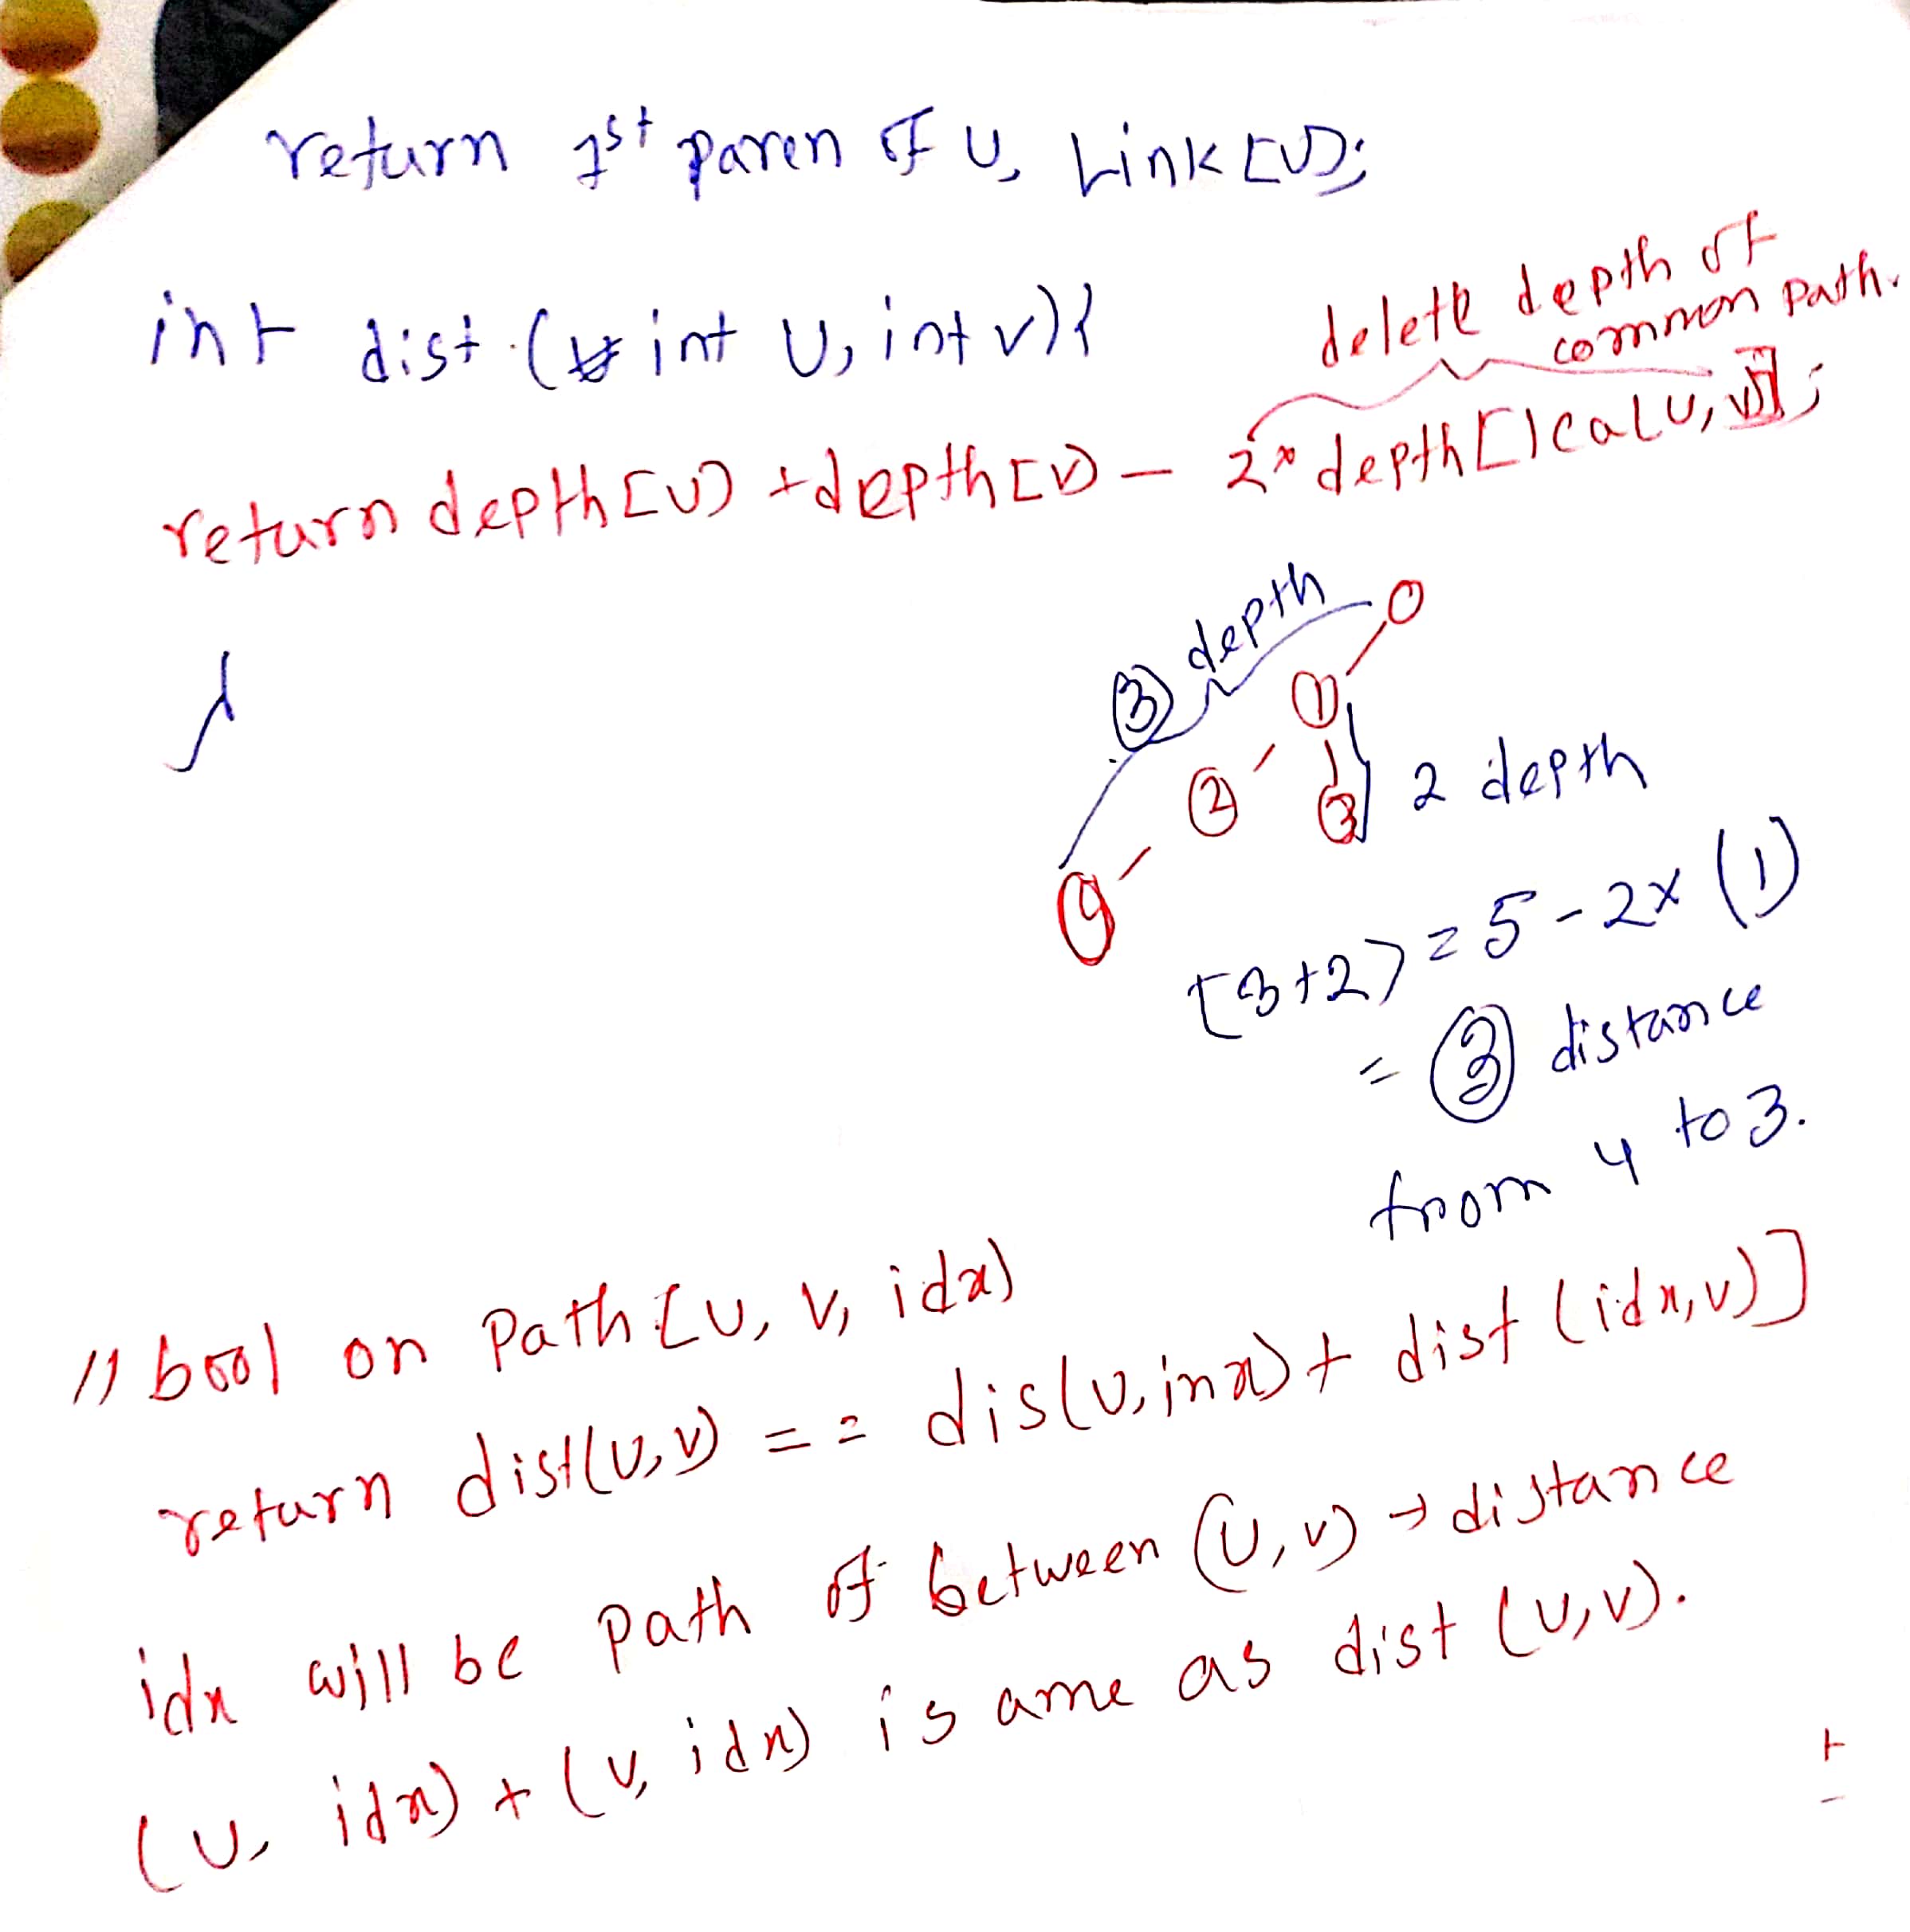 return 1st paren of U, Link [U];
int dist (int U, int v){
delete depth of
common path.
return depth[U] + depth[V] - 2* depth[lca[U, V]];
}
3 depth 0
1
2 3 2 depth
4
[3+2] = 5 - 2x (1)
= 3 distance
from 4 to 3.
// bool on Path [U, V, idx)
return dist(U,V) == dis(U, inx) + dist (idx,v)]
idx will be path of between (U, V) → distance
(U, idx) + (V, idx) is ame as dist (U,V).